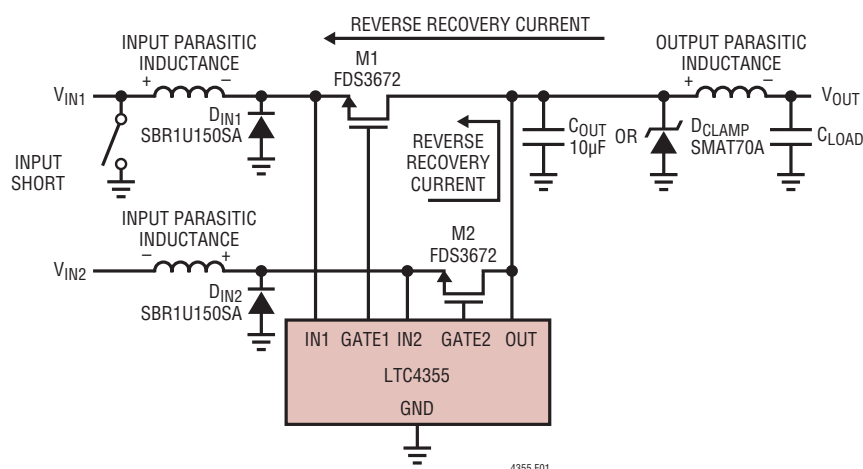 REVERSE RECOVERY CURRENT
INPUT PARASITIC
INDUCTANCE
M1
FDS3672
OUTPUT PARASITIC
INDUCTANCE
+ –
+ –
VIN1
VOUT
DIN1
SBR1U150SA
COUT
10µF
OR
DCLAMP
SMAT70A
CLOAD
INPUT
SHORT
REVERSE
RECOVERY
CURRENT
INPUT PARASITIC
INDUCTANCE
– +
M2
FDS3672
VIN2
DIN2
SBR1U150SA
IN1 GATE1 IN2 GATE2 OUT
LTC4355
GND
4355 F01